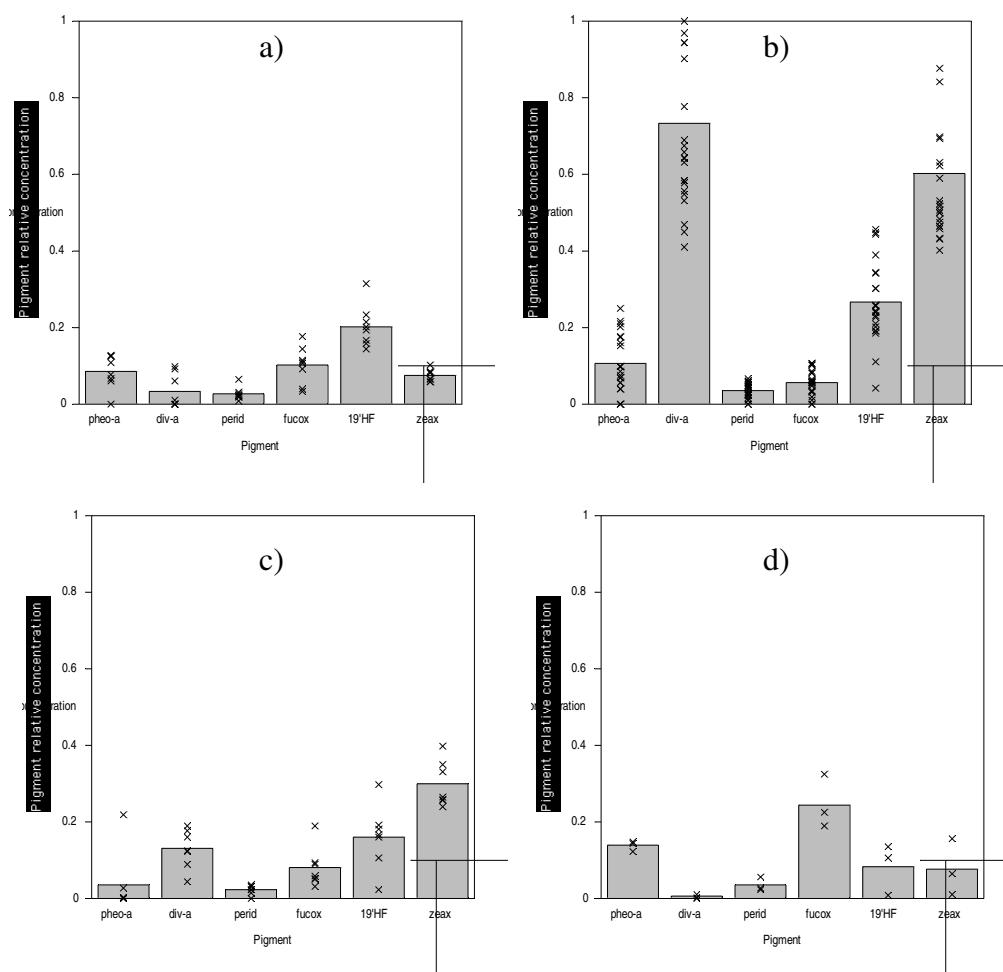 a)
1
0.8
0.6
0.4
0.2
0
Pigment relative concentration
pheo-a div-a perid fucox 19'HF zeax
Pigment
b)
1
0.8
0.6
0.4
0.2
0
Pigment relative concentration
pheo-a div-a perid fucox 19'HF zeax
Pigment
c)
1
0.8
0.6
0.4
0.2
0
Pigment relative concentration
pheo-a div-a perid fucox 19'HF zeax
Pigment
d)
1
0.8
0.6
0.4
0.2
0
Pigment relative concentration
pheo-a div-a perid fucox 19'HF zeax
Pigment